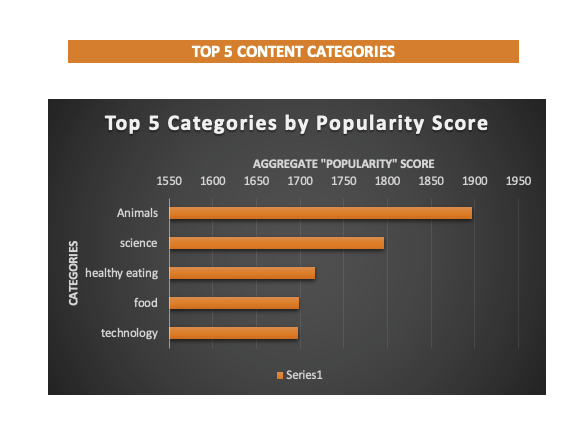 TOP 5 CONTENT CATEGORIES
Top 5 Categories by Popularity Score
AGGREGATE "POPULARITY" SCORE
1550 1600 1650 1700 1750 1800 1850 1900 1950
CATEGORIES
Animals
science
healthy eating
food
technology
Series1